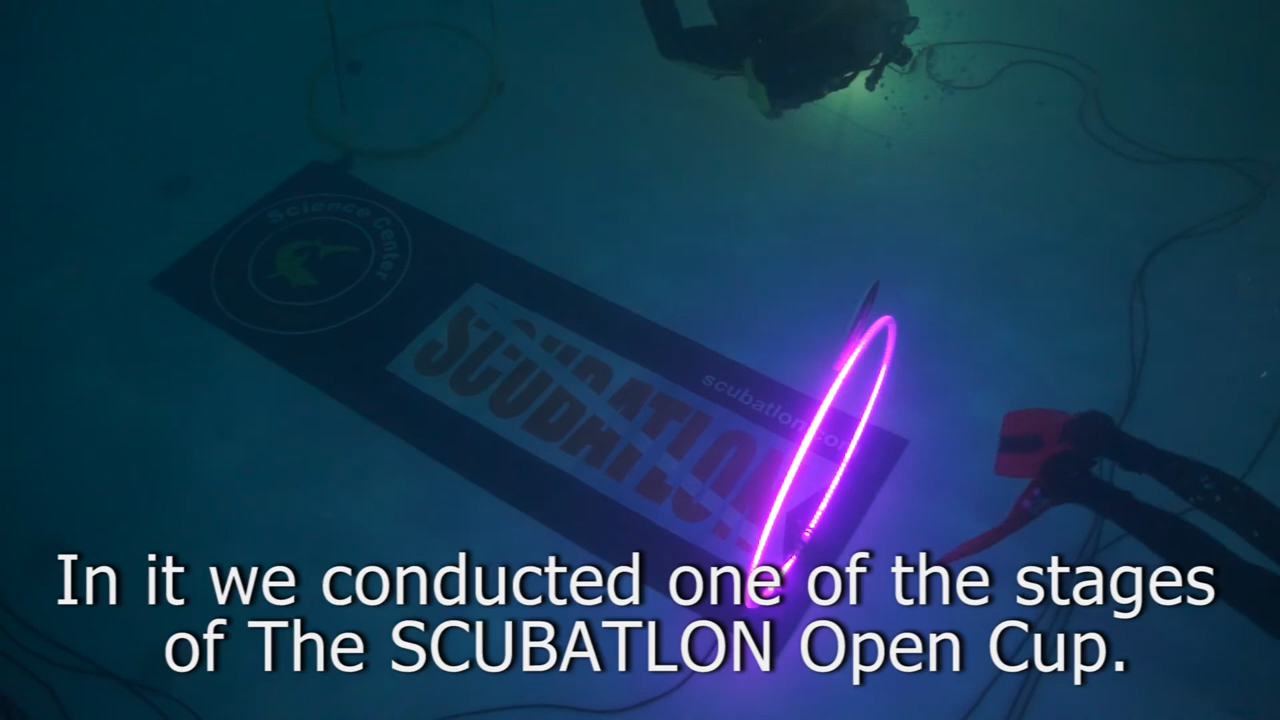 Science Center
SCUBATLON
scubatlon.com
In it we conducted one of the stages
of The SCUBATLON Open Cup.